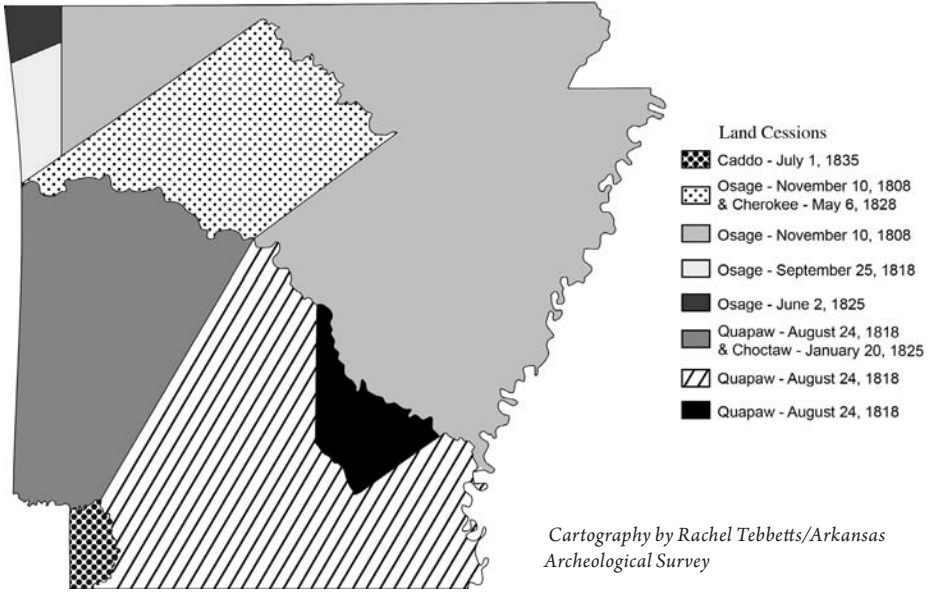 Land Cessions
Caddo - July 1, 1835
Osage - November 10, 1808
& Cherokee - May 6, 1828
Osage - November 10, 1808
Osage - September 25, 1818
Osage - June 2, 1825
Quapaw - August 24, 1818
& Choctaw - January 20, 1825
Quapaw - August 24, 1818
Quapaw - August 24, 1818
Cartography by Rachel Tebbetts/Arkansas
Archeological Survey